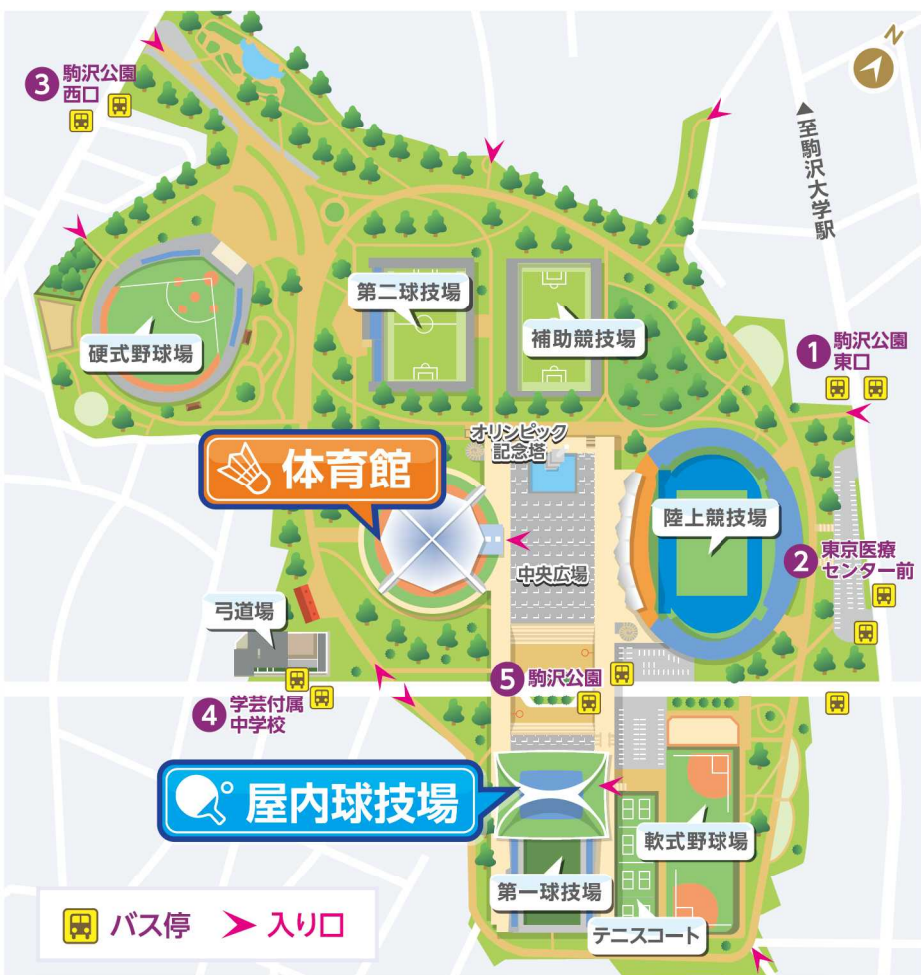 N
3 駒沢公園
西口
▲至駒沢大学駅
第二球技場
補助競技場
硬式野球場
1 駒沢公園
東口
オリンピック
記念塔
体育館
陸上競技場
中央広場
2 東京医療
センター前
弓道場
5 駒沢公園
4 学芸付属
中学校
屋内球技場
軟式野球場
第一球技場
テニスコート
バス停
入り口